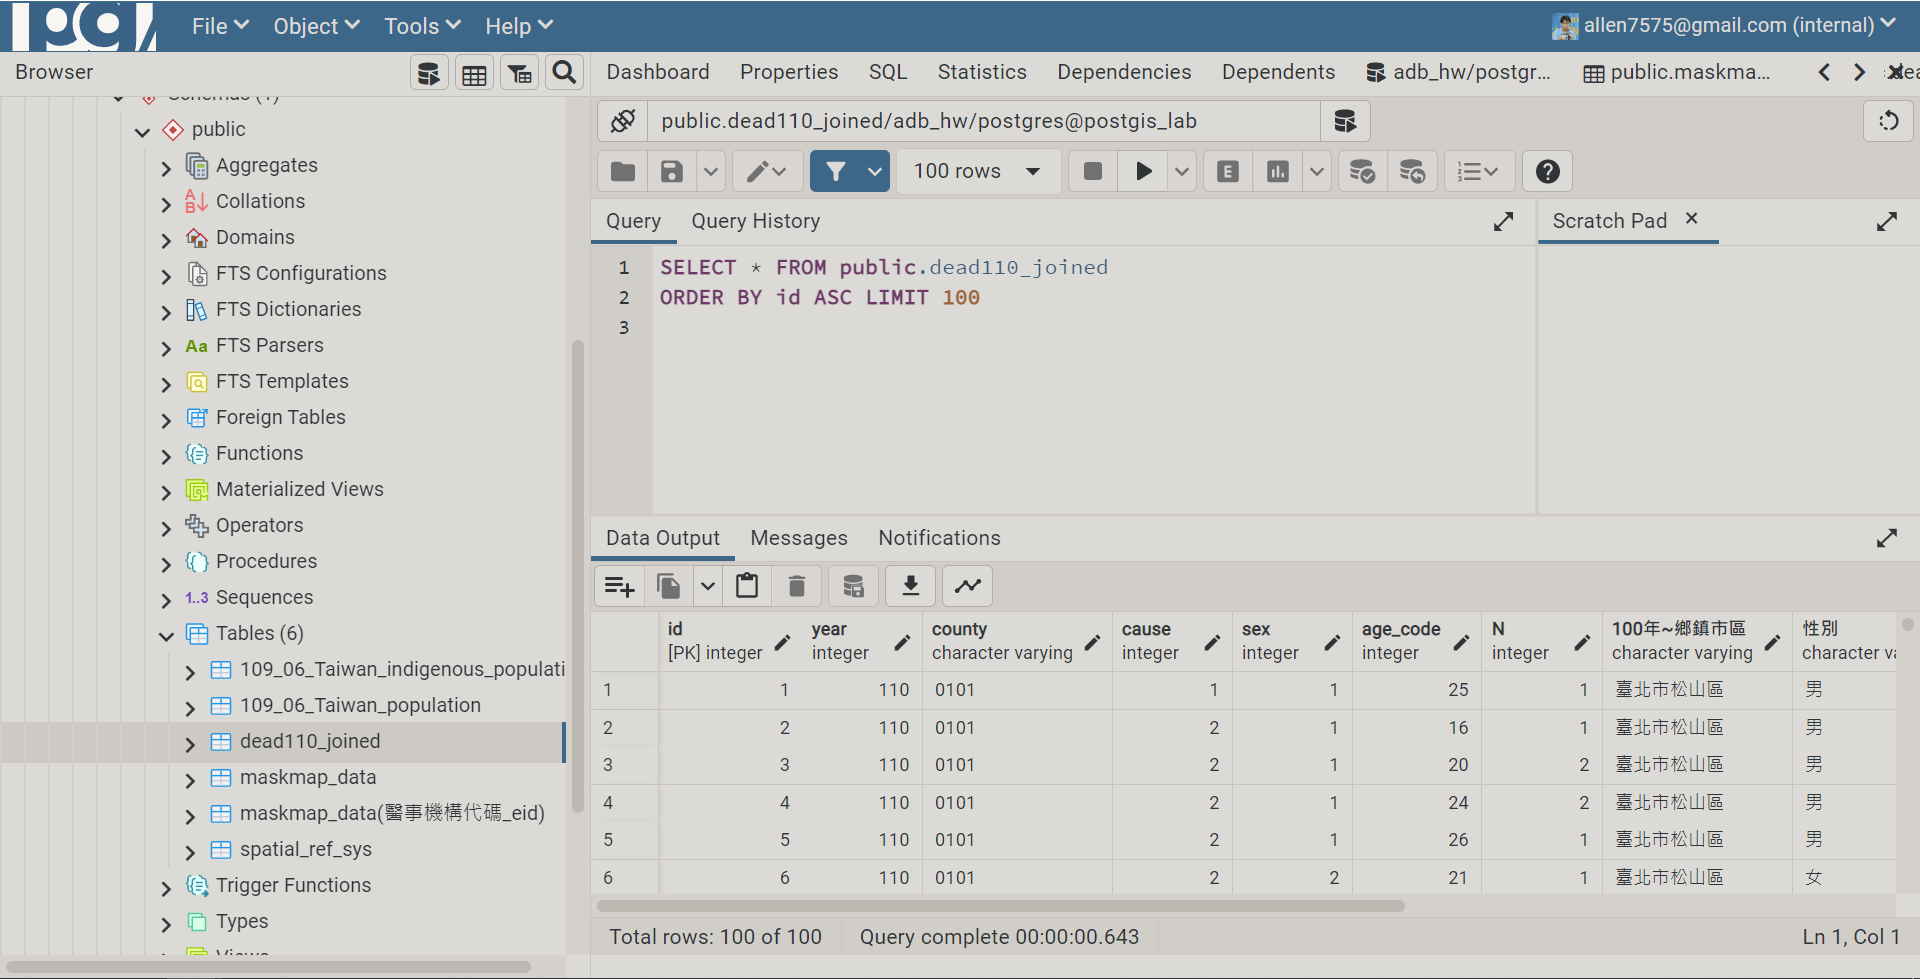 File Object Tools Help
allen7575@gmail.com (internal)
Browser
Dashboard Properties SQL Statistics Dependencies Dependents adb_hw/postgr... public.maskma...
public.dead110_joined/adb_hw/postgres@postgis_lab
100 rows
Query Query History
Scratch Pad
1 SELECT * FROM public.dead110_joined
2 ORDER BY id ASC LIMIT 100
3
public
Aggregates
Collations
Domains
FTS Configurations
FTS Dictionaries
Aa FTS Parsers
FTS Templates
Foreign Tables
Functions
Materialized Views
Operators
Procedures
1..3 Sequences
Tables (6)
109_06_Taiwan_indigenous_populati
109_06_Taiwan_population
dead110_joined
maskmap_data
maskmap_data(醫事機構代碼_eid)
spatial_ref_sys
Trigger Functions
Types
Data Output Messages Notifications
id year county cause sex age_code N 100年~鄉鎮市區 性別
[PK] integer integer character varying integer integer integer integer character varying character va
1 1 110 0101 1 1 25 1 臺北市松山區 男
2 2 110 0101 2 1 16 1 臺北市松山區 男
3 3 110 0101 2 1 20 2 臺北市松山區 男
4 4 110 0101 2 1 24 2 臺北市松山區 男
5 5 110 0101 2 1 26 1 臺北市松山區 男
6 6 110 0101 2 2 21 1 臺北市松山區 女
Total rows: 100 of 100 Query complete 00:00:00.643
Ln 1, Col 1